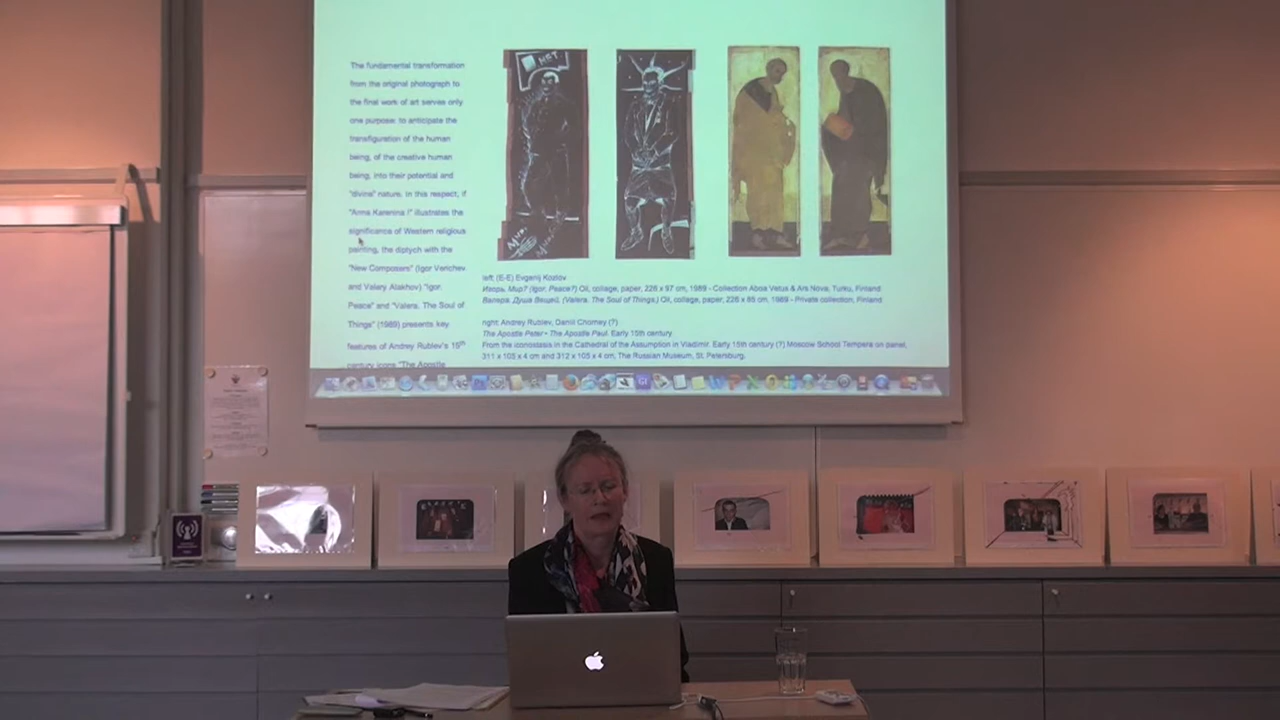 The fundamental transformation
from the original photograph to
the final work of art serves only
one purpose: to anticipate the
transfiguration of the human
being, of the creative human
being, into their potential and
"divine" nature. In this respect, if
"Anna Karenina I" illustrates the
significance of Western religious
painting, the diptych with the
"New Composers" (Igor Verichev
and Valery Alakhov) "Igor.
Peace" and "Valera. The Soul of
Things" (1989) presents key
features of Andrey Rublev's 15th
century icons "The Apostle
left: (E-E) Evgenij Kozlov
Игорь. Мир? (Igor. Peace?) Oil, collage, paper, 226 x 97 cm, 1989 - Collection Aboa Vetus & Ars Nova, Turku, Finland
Валера. Душа Вещей. (Valera. The Soul of Things.) Oil, collage, paper, 226 x 85 cm, 1989 - Private collection, Finland
right: Andrey Rublev, Daniil Chorney (?)
The Apostle Peter • The Apostle Paul. Early 15th century
From the iconostasis in the Cathedral of the Assumption in Vladimir. Early 15th century (?) Moscow School Tempera on panel,
311 x 105 x 4 cm and 312 x 105 x 4 cm, The Russian Museum, St. Petersburg.